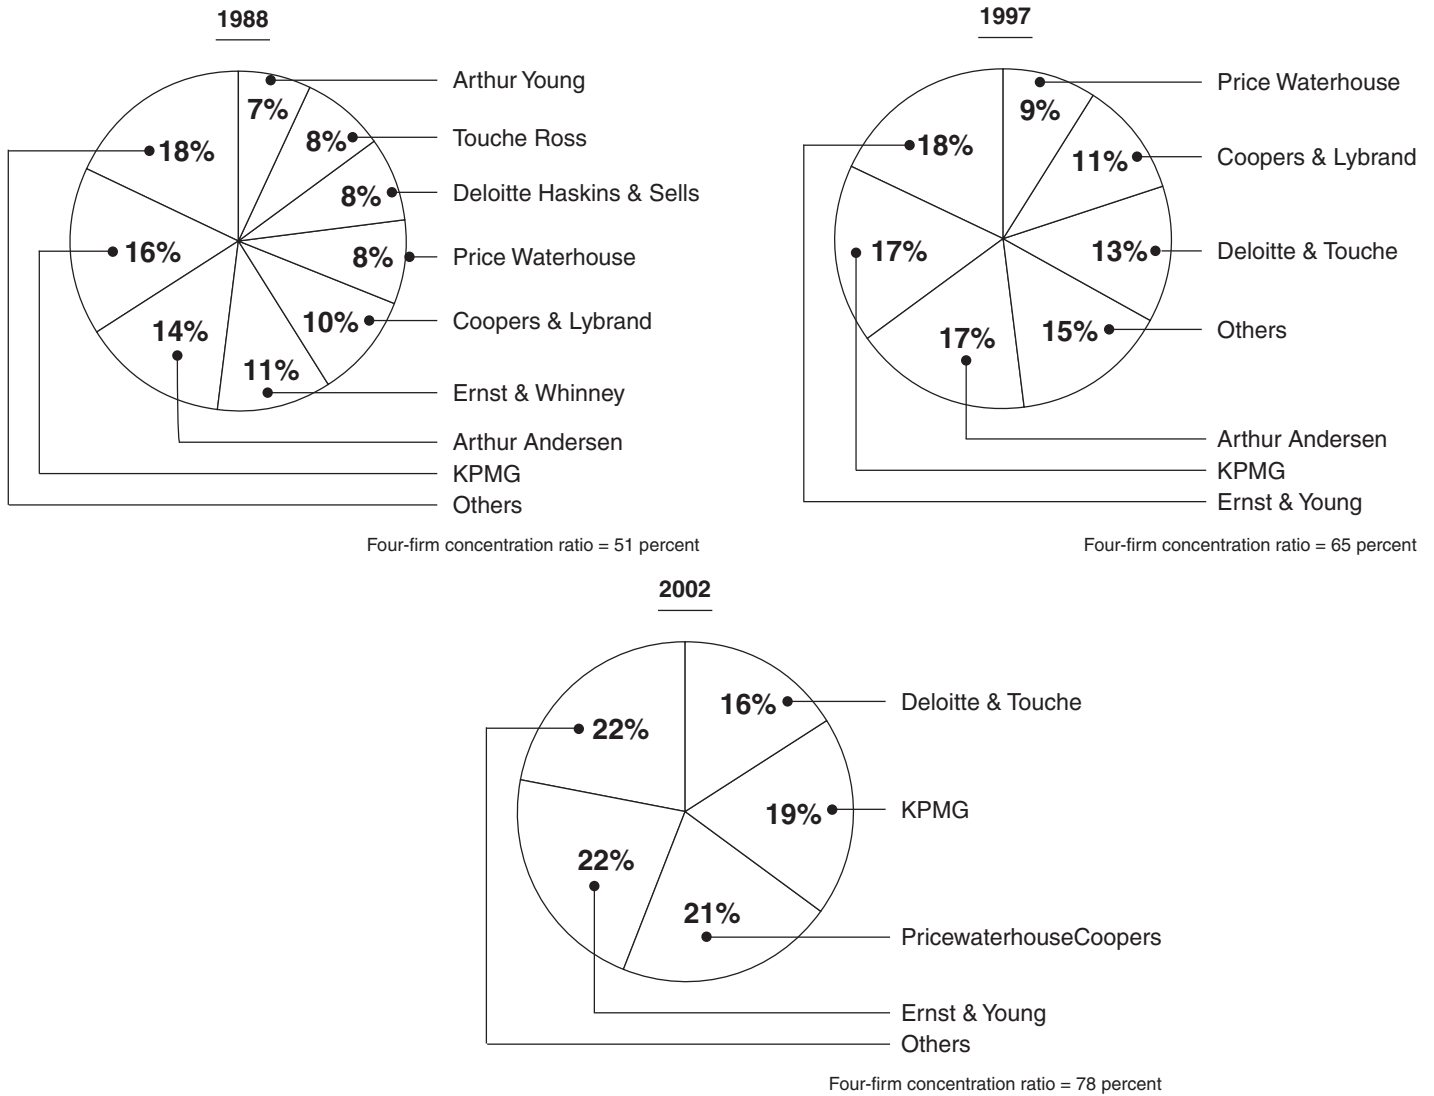 1988
Arthur Young
7%
Touche Ross
8%
Deloitte Haskins & Sells
8%
Price Waterhouse
8%
Coopers & Lybrand
10%
Ernst & Whinney
11%
Arthur Andersen
14%
KPMG
16%
Others
18%
Four-firm concentration ratio = 51 percent
1997
Price Waterhouse
9%
Coopers & Lybrand
11%
Deloitte & Touche
13%
Others
15%
Arthur Andersen
17%
KPMG
17%
Ernst & Young
18%
Four-firm concentration ratio = 65 percent
2002
Deloitte & Touche
16%
KPMG
19%
PricewaterhouseCoopers
21%
Ernst & Young
22%
Others
22%
Four-firm concentration ratio = 78 percent